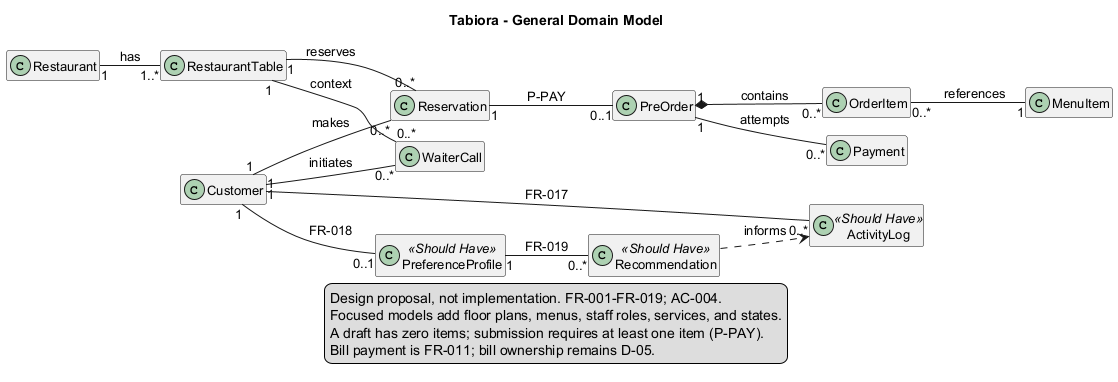 Tabiora - General Domain Model
C Restaurant
1
has
1..*
C RestaurantTable
1
reserves
0..*
1
context
0..*
C Reservation
1
P-PAY
0..1
C PreOrder
1
contains
0..*
C OrderItem
0..*
references
1
C MenuItem
1
attempts
0..*
C Payment
C WaiterCall
1
makes
0..*
1
initiates
0..*
C Customer
1
FR-017
0..*
C «Should Have»
ActivityLog
1
FR-018
0..1
C «Should Have»
PreferenceProfile
1
FR-019
0..*
C «Should Have»
Recommendation
informs
Design proposal, not implementation. FR-001-FR-019; AC-004.
Focused models add floor plans, menus, staff roles, services, and states.
A draft has zero items; submission requires at least one item (P-PAY).
Bill payment is FR-011; bill ownership remains D-05.